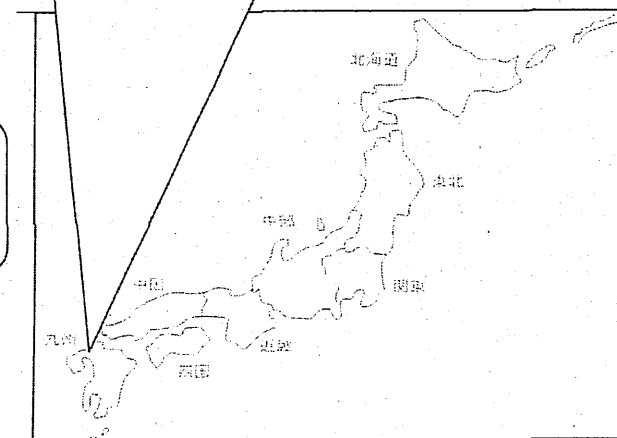 北海道
東北
中部
関東
中国
近畿
四国
九州